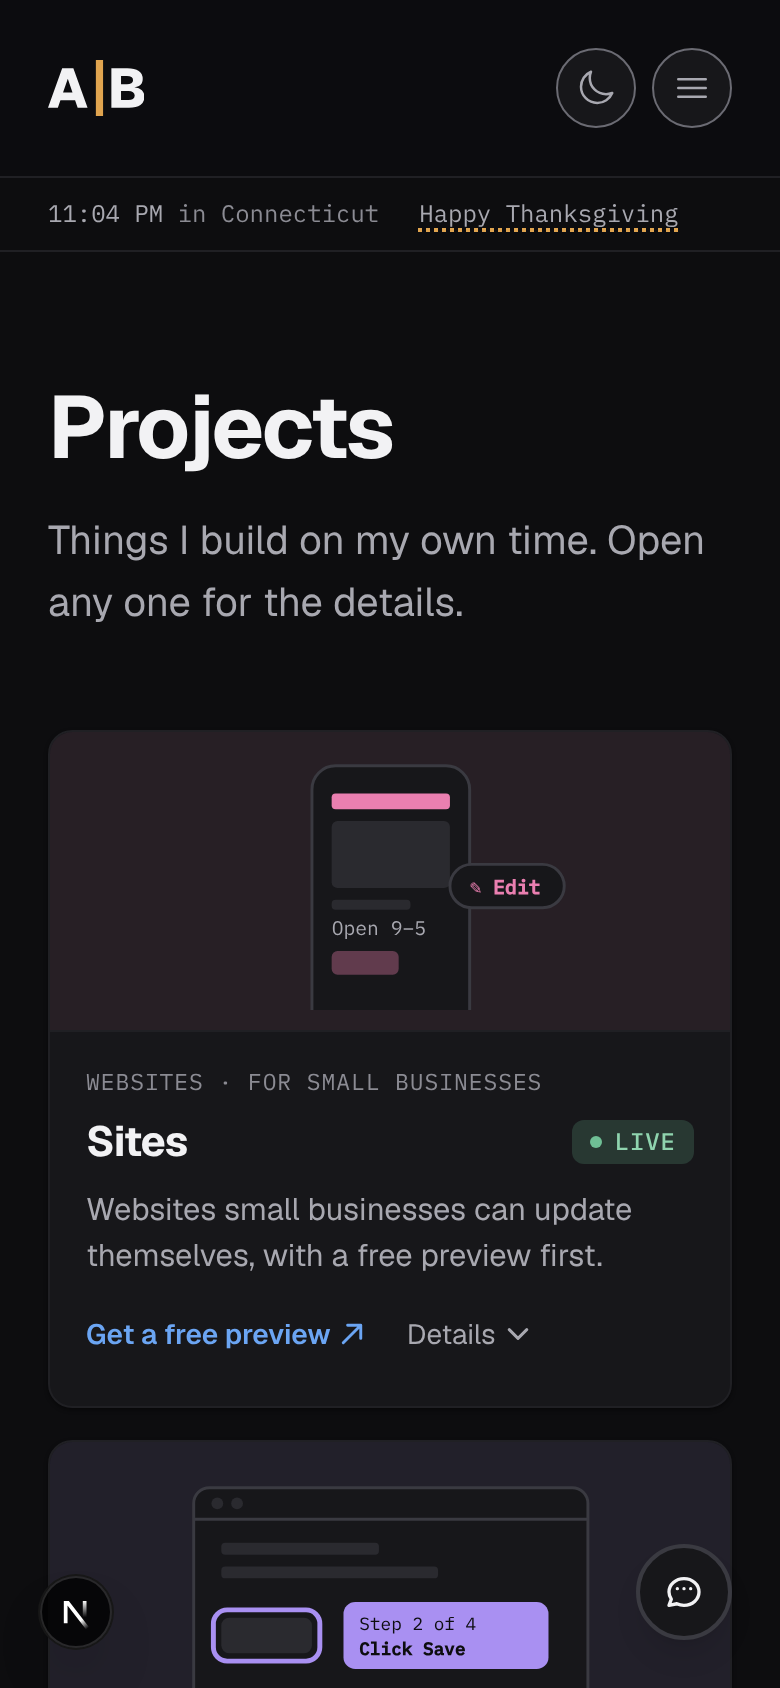 A|B
11:04 PM in Connecticut Happy Thanksgiving
Projects
Things I build on my own time. Open
any one for the details.
✎ Edit
Open 9–5
WEBSITES · FOR SMALL BUSINESSES
Sites
LIVE
Websites small businesses can update
themselves, with a free preview first.
Get a free preview ↗ Details
Step 2 of 4
Click Save
N